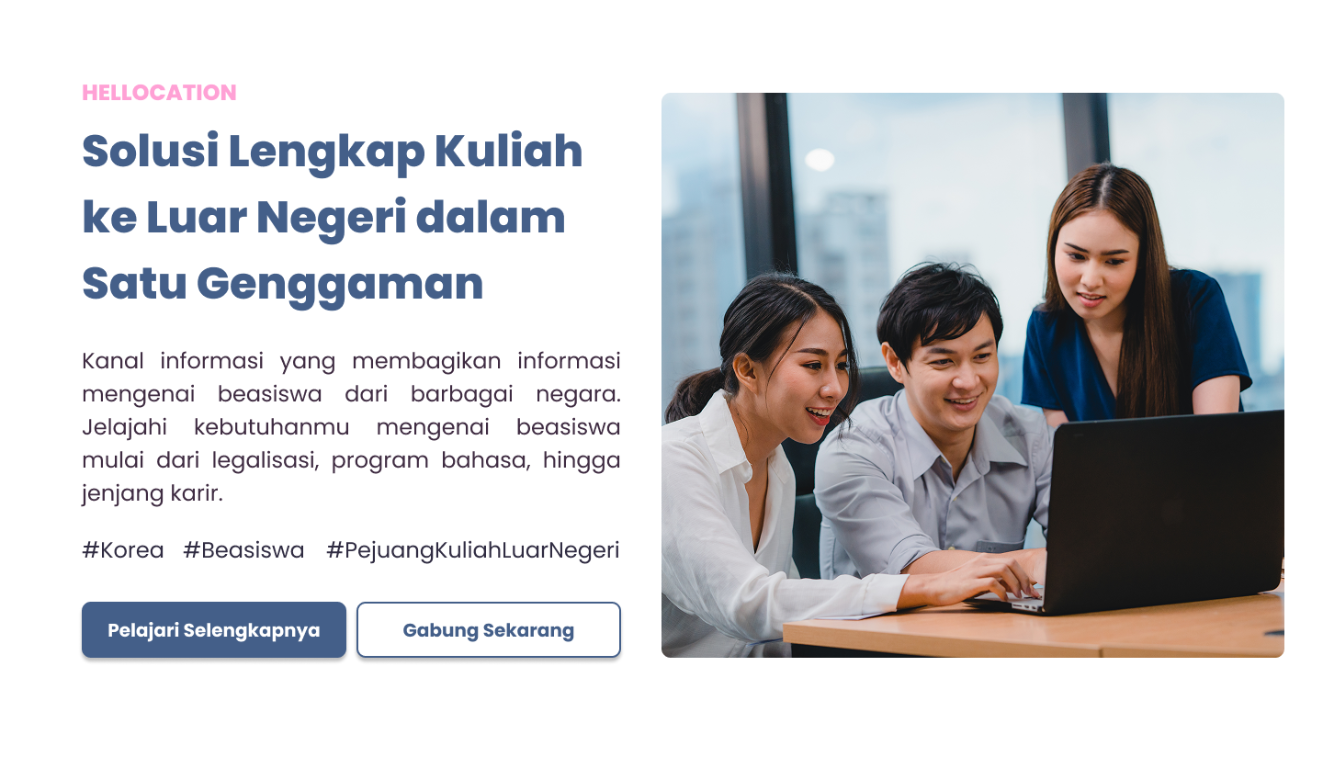 HELLOCATION
Solusi Lengkap Kuliah
ke Luar Negeri dalam
Satu Genggaman
Kanal informasi yang membagikan informasi
mengenai beasiswa dari barbagai negara.
Jelajahi kebutuhanmu mengenai beasiswa
mulai dari legalisasi, program bahasa, hingga
jenjang karir.
#Korea #Beasiswa #PejuangKuliahLuarNegeri
Pelajari Selengkapnya Gabung Sekarang